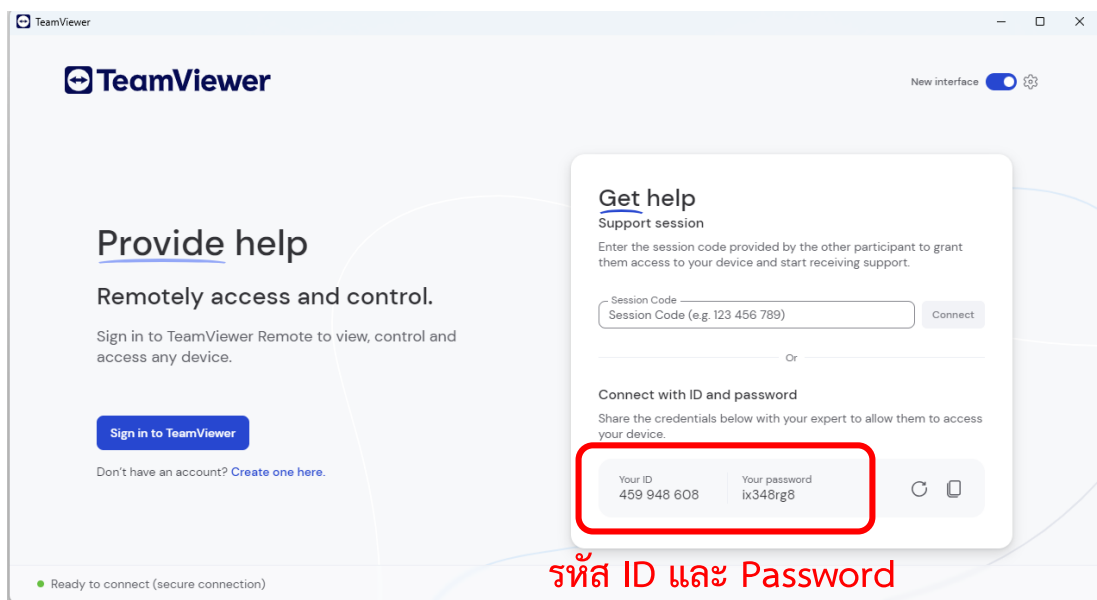 TeamViewer
TeamViewer
New interface
Provide help
Remotely access and control.
Sign in to TeamViewer Remote to view, control and
access any device.
Sign in to TeamViewer
Don't have an account? Create one here.
Get help
Support session
Enter the session code provided by the other participant to grant
them access to your device and start receiving support.
Session Code
Session Code (e.g. 123 456 789)
Connect
Or
Connect with ID and password
Share the credentials below with your expert to allow them to access
your device.
Your ID
459 948 608
Your password
ix348rg8
รหัส ID และ Password
Ready to connect (secure connection)